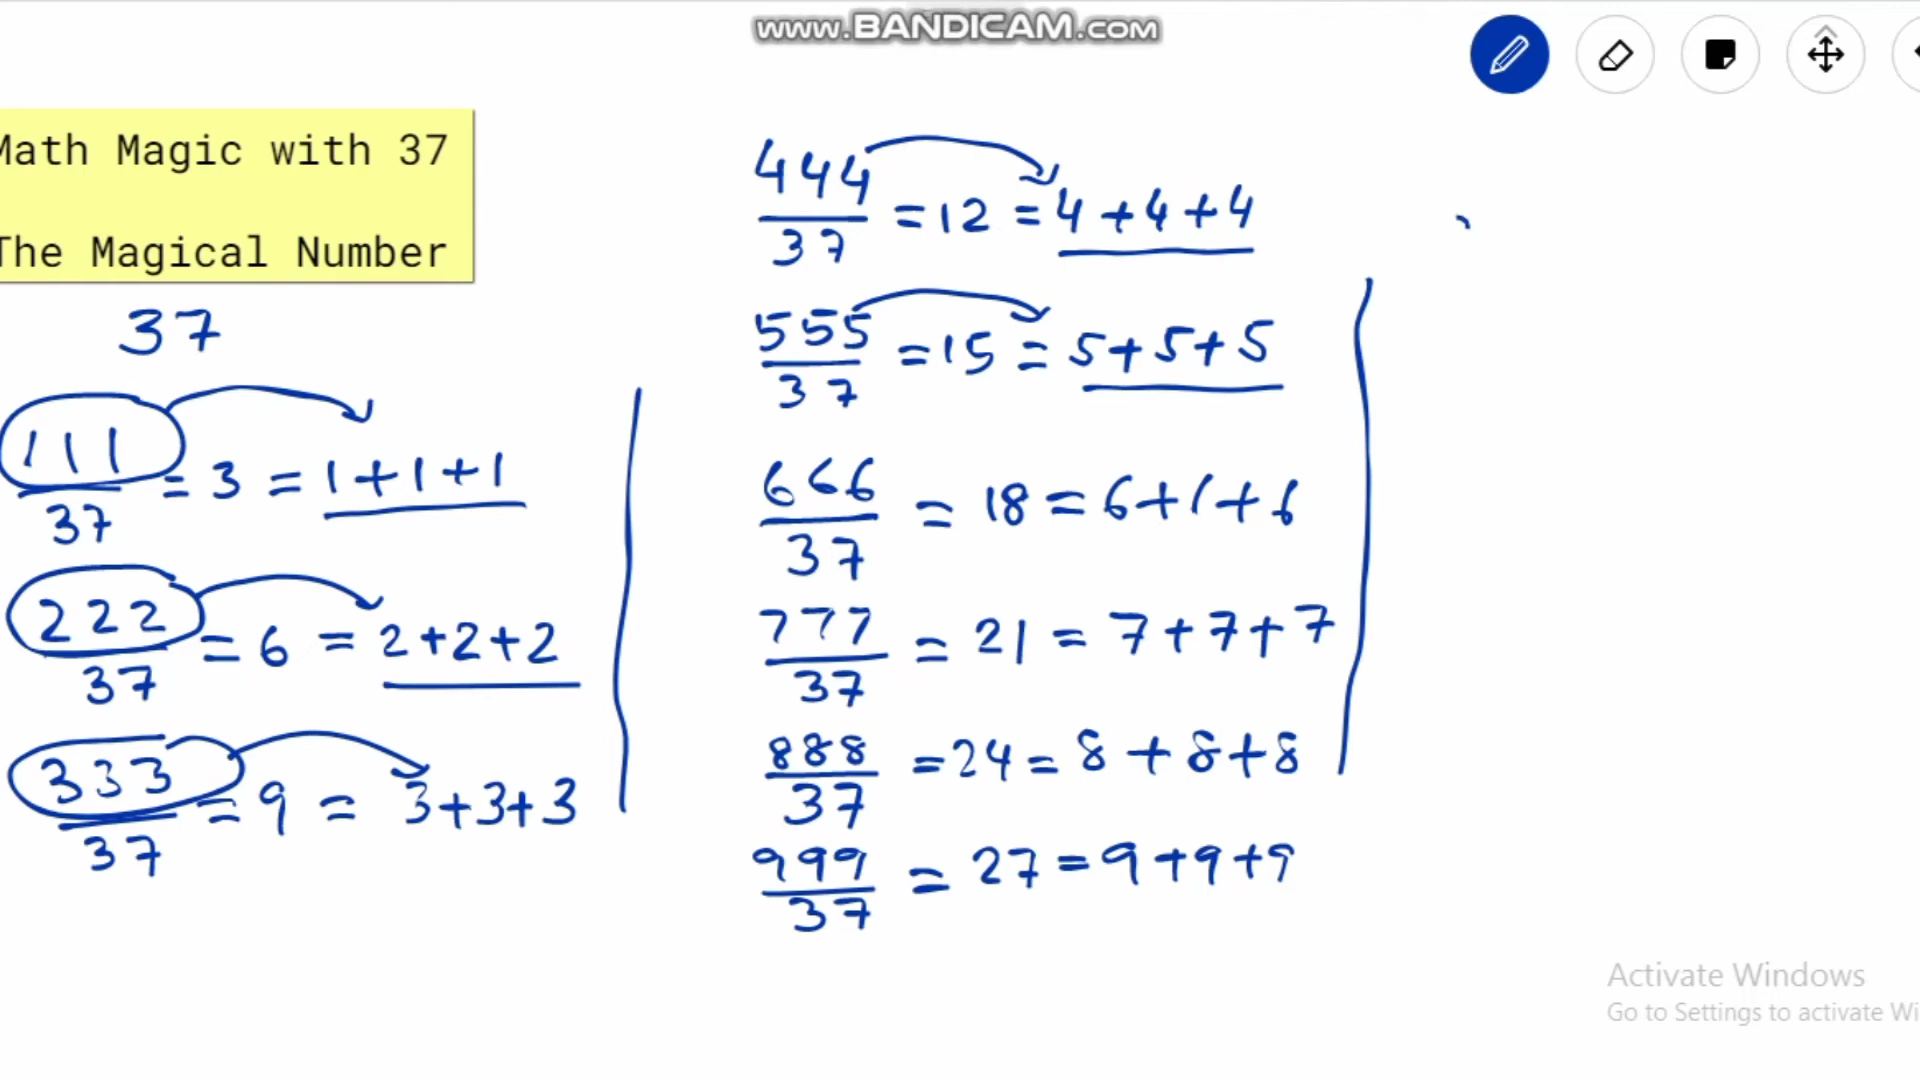 www.BANDICAM.com
Math Magic with 37
The Magical Number
37
111/37 = 3 = 1+1+1
222/37 = 6 = 2+2+2
333/37 = 9 = 3+3+3
444/37 = 12 = 4+4+4
555/37 = 15 = 5+5+5
666/37 = 18 = 6+6+6
777/37 = 21 = 7+7+7
888/37 = 24 = 8+8+8
999/37 = 27 = 9+9+9
Activate Windows
Go to Settings to activate Wi